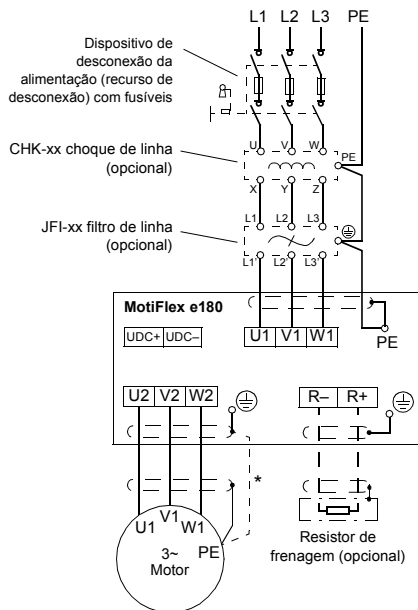 L1 L2 L3 PE
Dispositivo de
desconexão da
alimentação (recurso de
desconexão) com fusíveis
U V W
CHK-xx choque de linha
(opcional)
PE
X Y Z
L1 L2 L3
JFI-xx filtro de linha
(opcional)
L1' L2' L3'
MotiFlex e180
UDC+ UDC–
U1 V1 W1
PE
U2 V2 W2
R– R+
*
U1 V1 W1
PE
3~
Motor
Resistor de
frenagem (opcional)